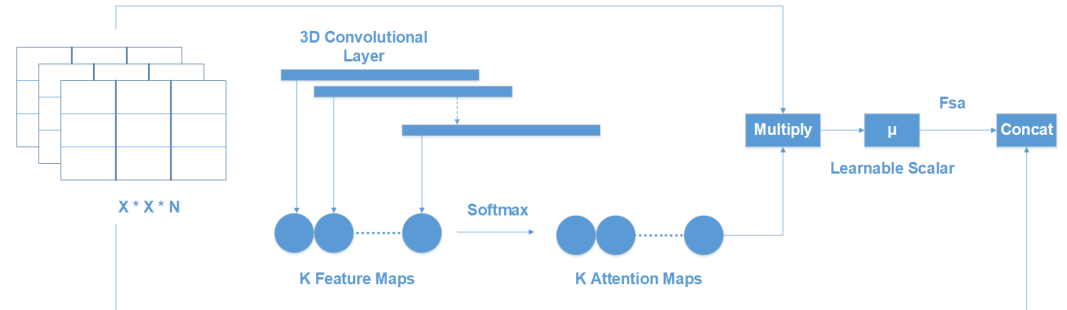 3D Convolutional
Layer
Fsa
Multiply
μ
Concat
Learnable Scalar
X * X * N
Softmax
K Feature Maps
K Attention Maps